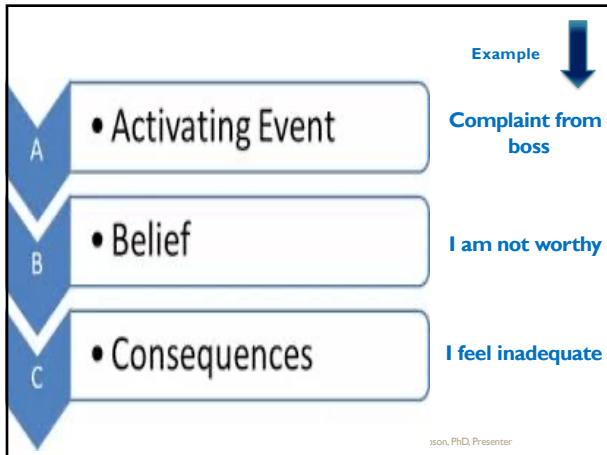 Example
A
• Activating Event
Complaint from
boss
B
• Belief
I am not worthy
C
• Consequences
I feel inadequate
PhD, Presenter